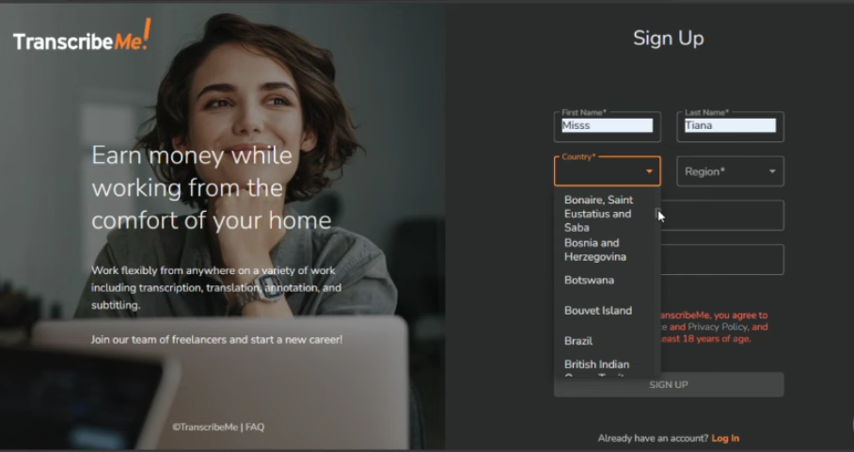 TranscribeMe!
Sign Up
Earn money while
working from the
comfort of your home
Work flexibly from anywhere on a variety of work
including transcription, translation, annotation, and
subtitling.
Join our team of freelancers and start a new career!
©TranscribeMe | FAQ
First Name*
Misss
Last Name*
Tiana
Country*
Region*
Bonaire, Saint
Eustatius and
Saba
Bosnia and
Herzegovina
Botswana
Bouvet Island
Brazil
British Indian
TranscribeMe, you agree to
and Privacy Policy, and
least 18 years of age.
SIGN UP
Already have an account? Log In